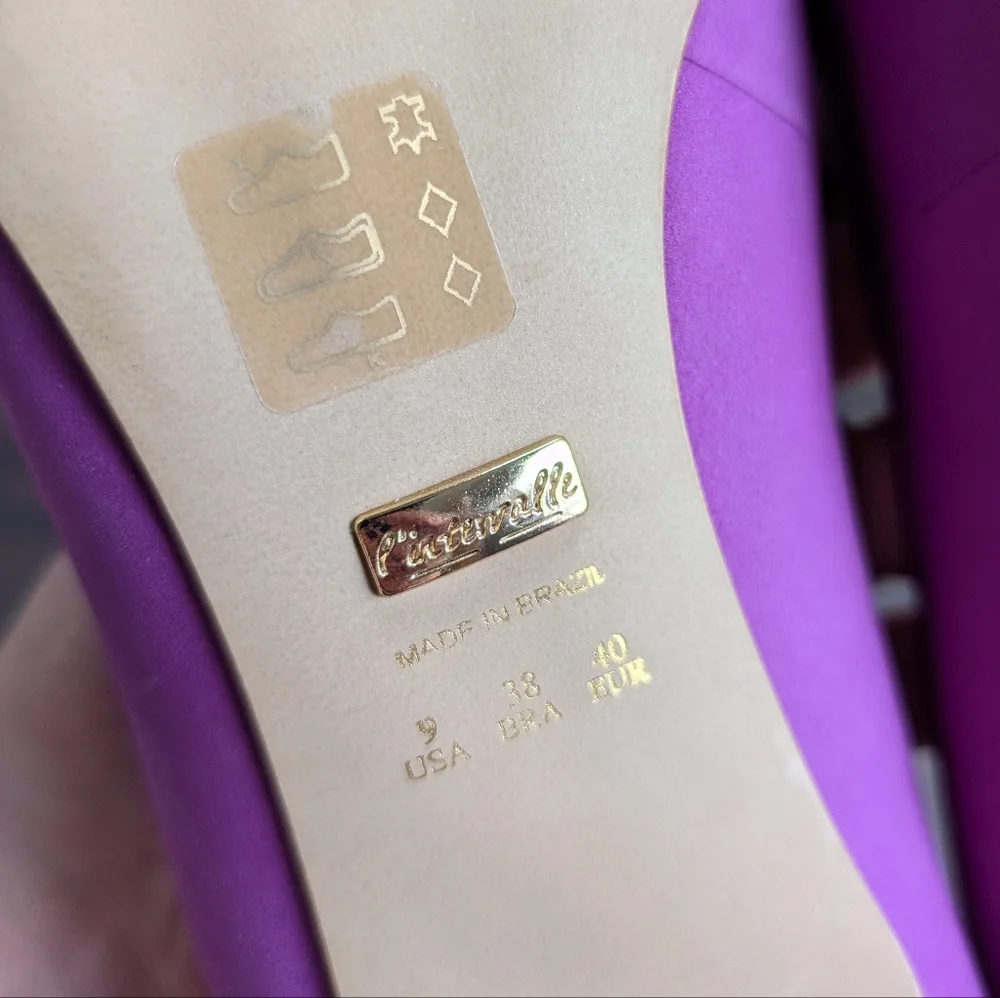 l'intervalle
MADE IN BRAZIL
9 38 40
USA BRA EUR